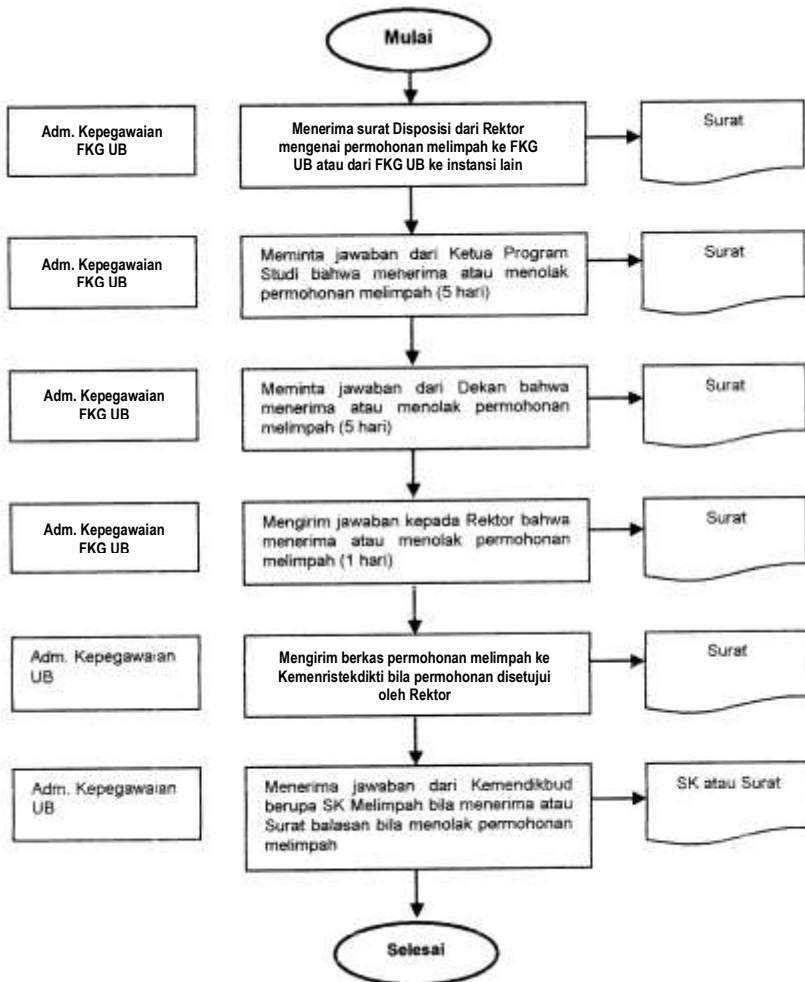 Mulai
Adm. Kepegawaian
FKG UB
Menerima surat Disposisi dari Rektor
mengenai permohonan melimpah ke FKG
UB atau dari FKG UB ke instansi lain
Surat
Adm. Kepegawaian
FKG UB
Meminta jawaban dari Ketua Program
Studi bahwa menerima atau menolak
permohonan melimpah (5 hari)
Surat
Adm. Kepegawaian
FKG UB
Meminta jawaban dari Dekan bahwa
menerima atau menolak permohonan
melimpah (5 hari)
Surat
Adm. Kepegawaian
FKG UB
Mengirim jawaban kepada Rektor bahwa
menerima atau menolak permohonan
melimpah (1 hari)
Surat
Adm. Kepegawaian
UB
Mengirim berkas permohonan melimpah ke
Kemenristekdikti bila permohonan disetujui
oleh Rektor
Surat
Adm. Kepegawaian
UB
Menerima jawaban dari Kemendikbud
berupa SK Melimpah bila menerima atau
Surat balasan bila menolak permohonan
melimpah
SK atau Surat
Selesai